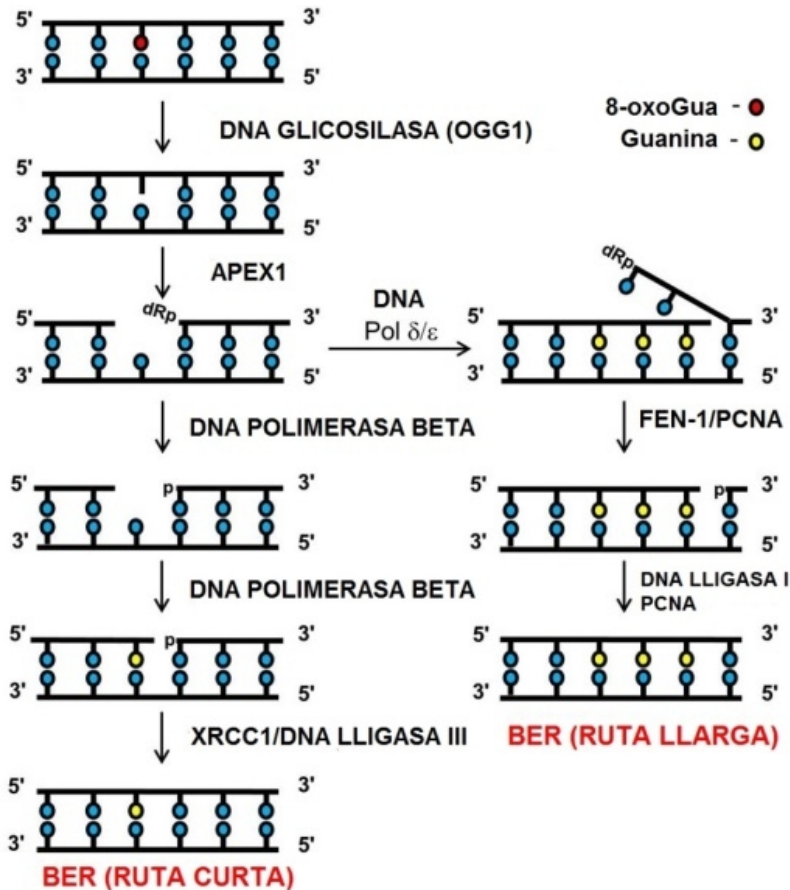 5' 3'
3' 5'
8-oxoGua -
Guanina -
DNA GLICOSILASA (OGG1)
5' 3'
3' 5'
APEX1
5' dRp 3'
3' 5'
DNA
Pol δ/ε
dRp
5' 3'
3' 5'
DNA POLIMERASA BETA
FEN-1/PCNA
5' p 3'
3' 5'
5' p 3'
3' 5'
DNA POLIMERASA BETA
DNA LLIGASA I
PCNA
5' p 3'
3' 5'
5' 3'
3' 5'
XRCC1/DNA LLIGASA III
BER (RUTA LLARGA)
5' 3'
3' 5'
BER (RUTA CURTA)